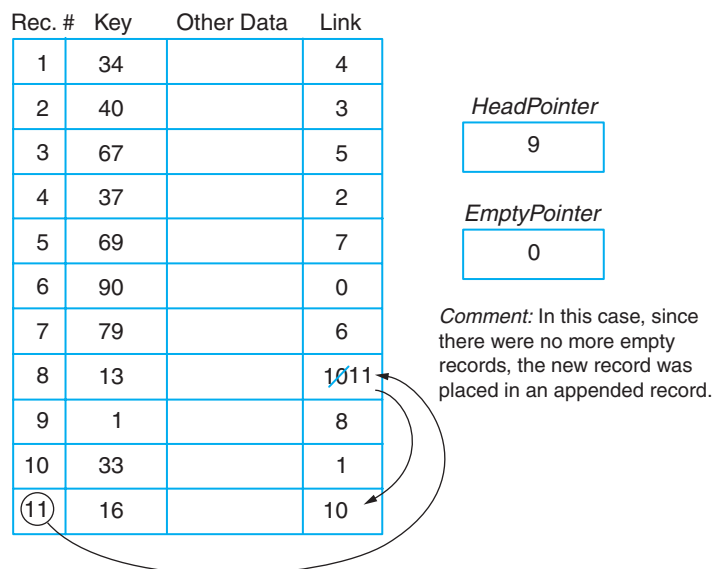 Rec. # Key Other Data Link
1 34 4
2 40 3
3 67 5
4 37 2
5 69 7
6 90 0
7 79 6
8 13 10 11
9 1 8
10 33 1
11 16 10
HeadPointer
9
EmptyPointer
0
Comment: In this case, since
there were no more empty
records, the new record was
placed in an appended record.